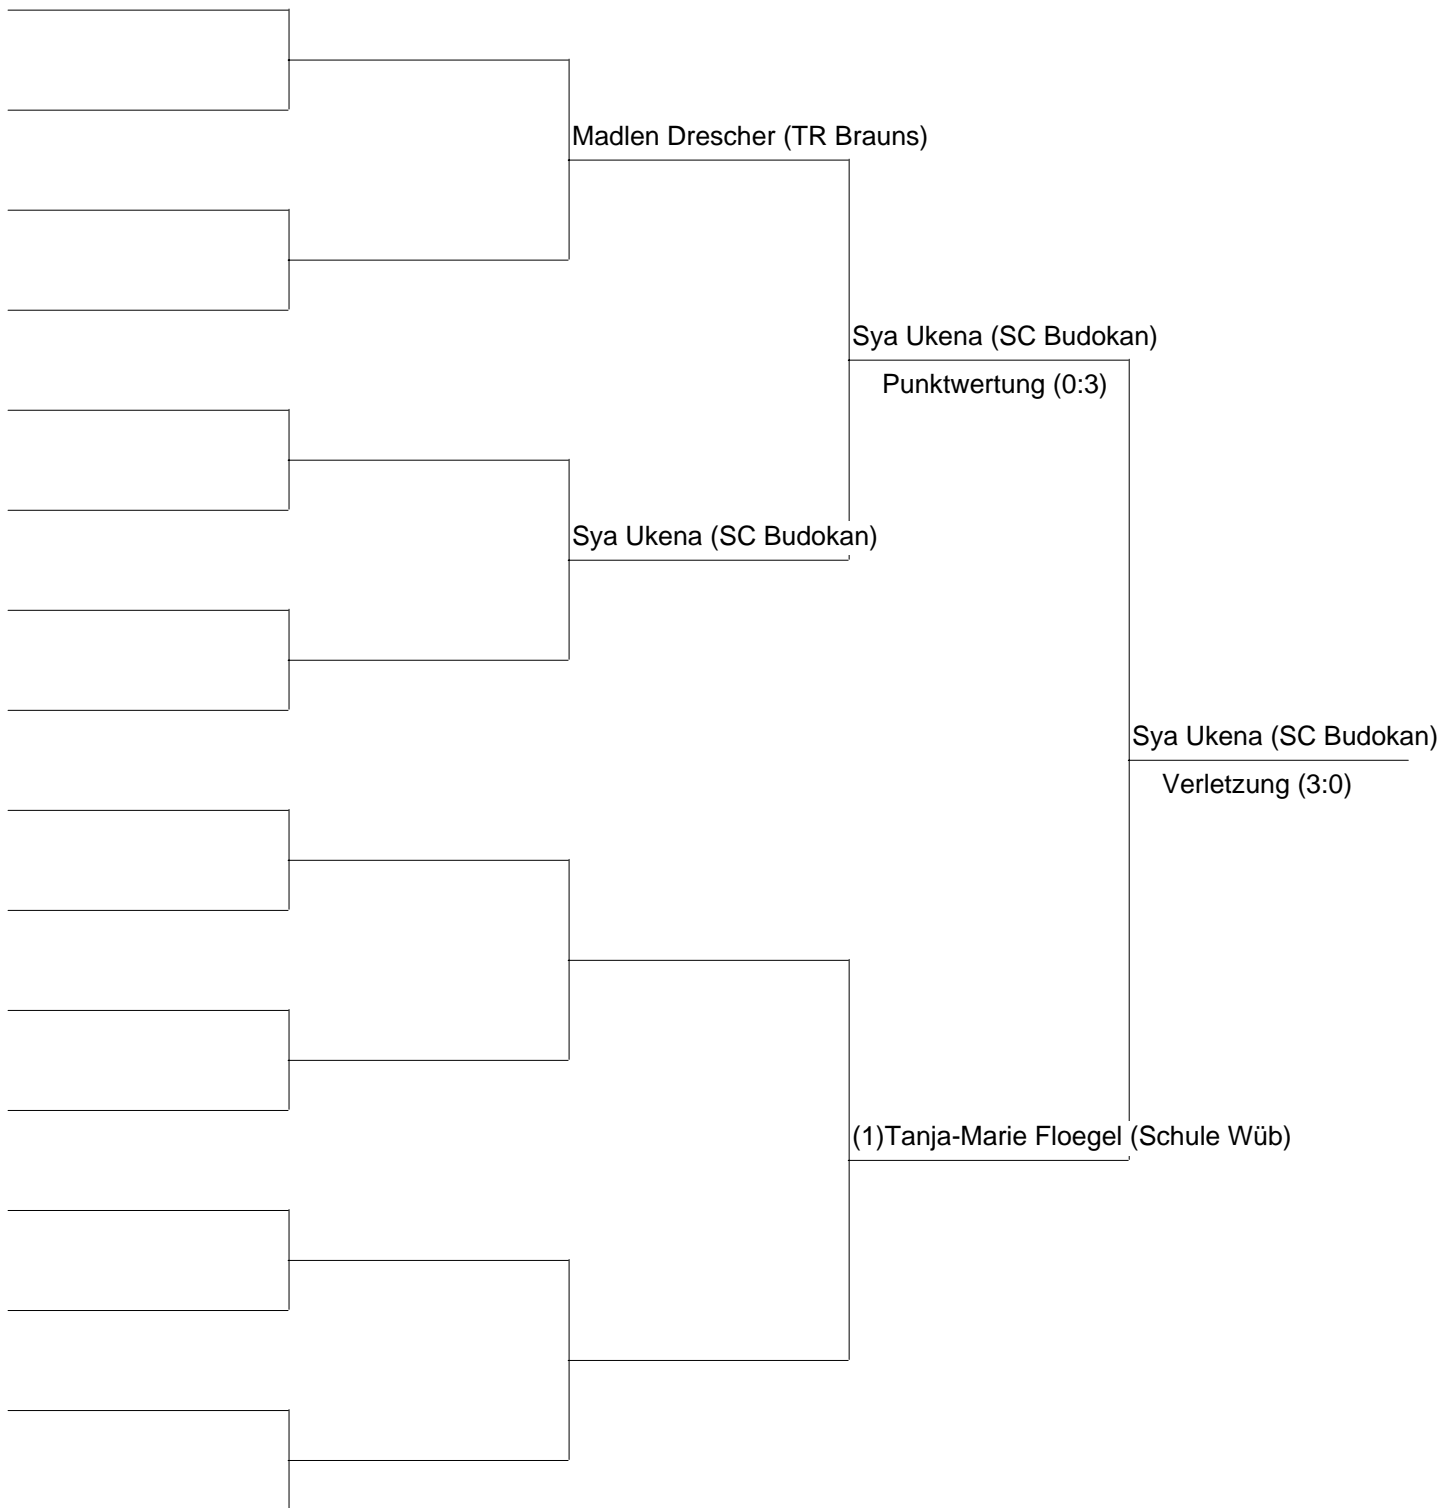 Madlen Drescher (TR Brauns)
Sya Ukena (SC Budokan)
Punktwertung (0:3)
Sya Ukena (SC Budokan)
Sya Ukena (SC Budokan)
Verletzung (3:0)
(1)Tanja-Marie Floegel (Schule Wüb)